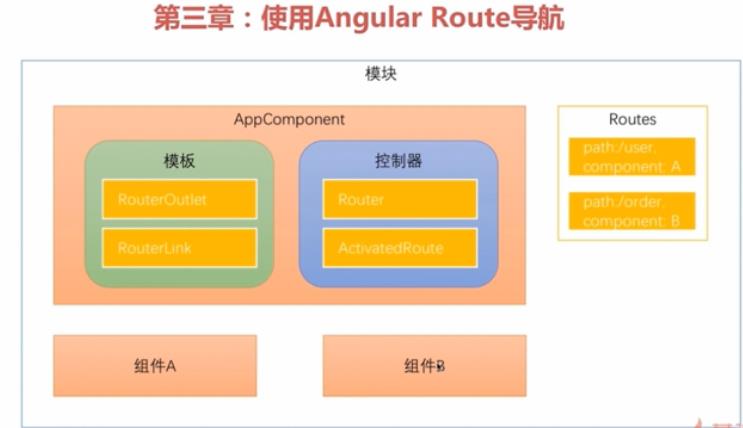 第三章：使用Angular Route导航
模块
AppComponent
模板
RouterOutlet
RouterLink
控制器
Router
ActivatedRoute
Routes
path:/user,
component: A
path:/order,
component: B
组件A
组件B